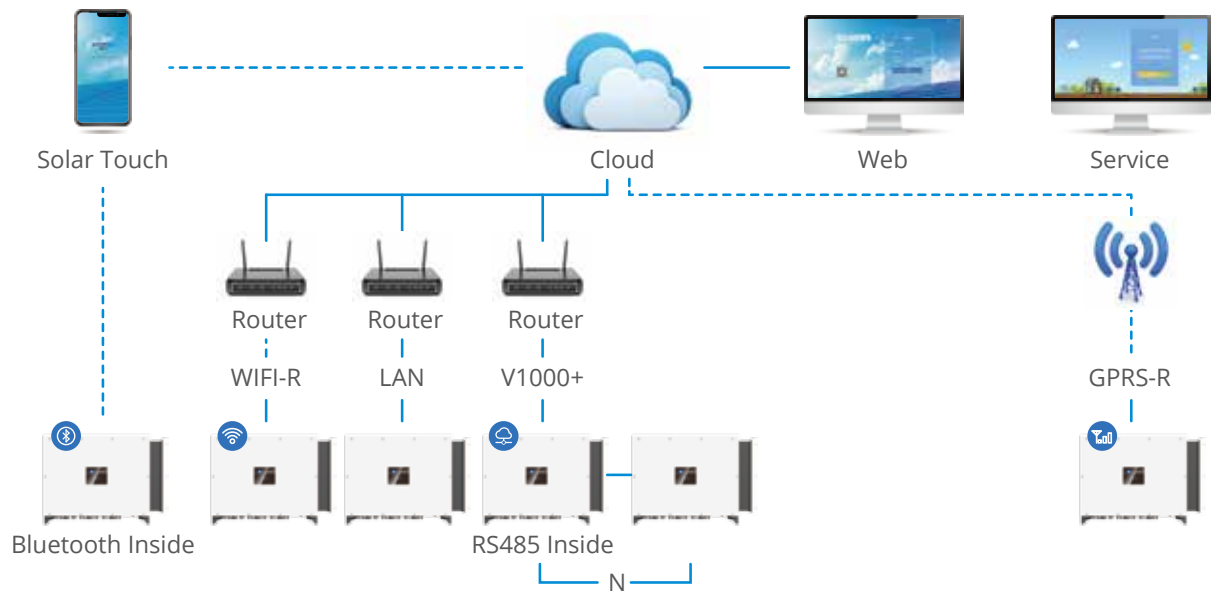 Solar Touch
Cloud
Web
Service
Router
Router
Router
WIFI-R
LAN
V1000+
GPRS-R
Bluetooth Inside
RS485 Inside
N